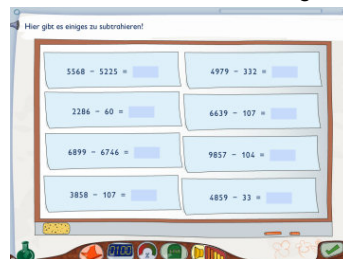 Hier gibt es einiges zu subtrahieren!
5568 - 5225 =
4979 - 332 =
2286 - 60 =
6639 - 107 =
6899 - 6746 =
9857 - 104 =
3858 - 107 =
4859 - 33 =